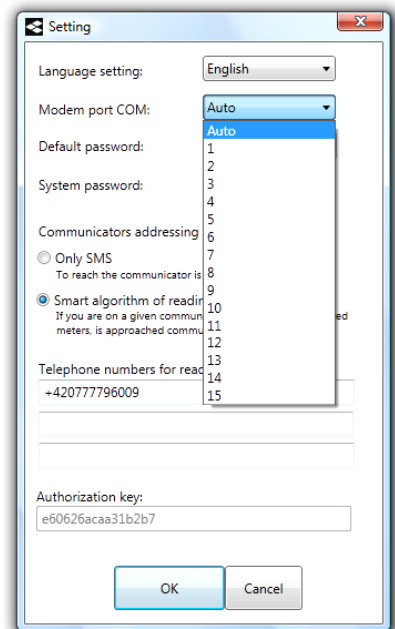 Setting
Language setting:
English
Modem port COM:
Auto
Auto
Default password:
1
2
System password:
3
4
5
Communicators addressing
6
7
Only SMS
8
To reach the communicator is
9
Smart algorithm of readin
10
If you are on a given commun
ed
11
meters, is approached commu
12
13
Telephone numbers for read
14
+420777796009
15
Authorization key:
e60626acaa31b2b7
OK
Cancel